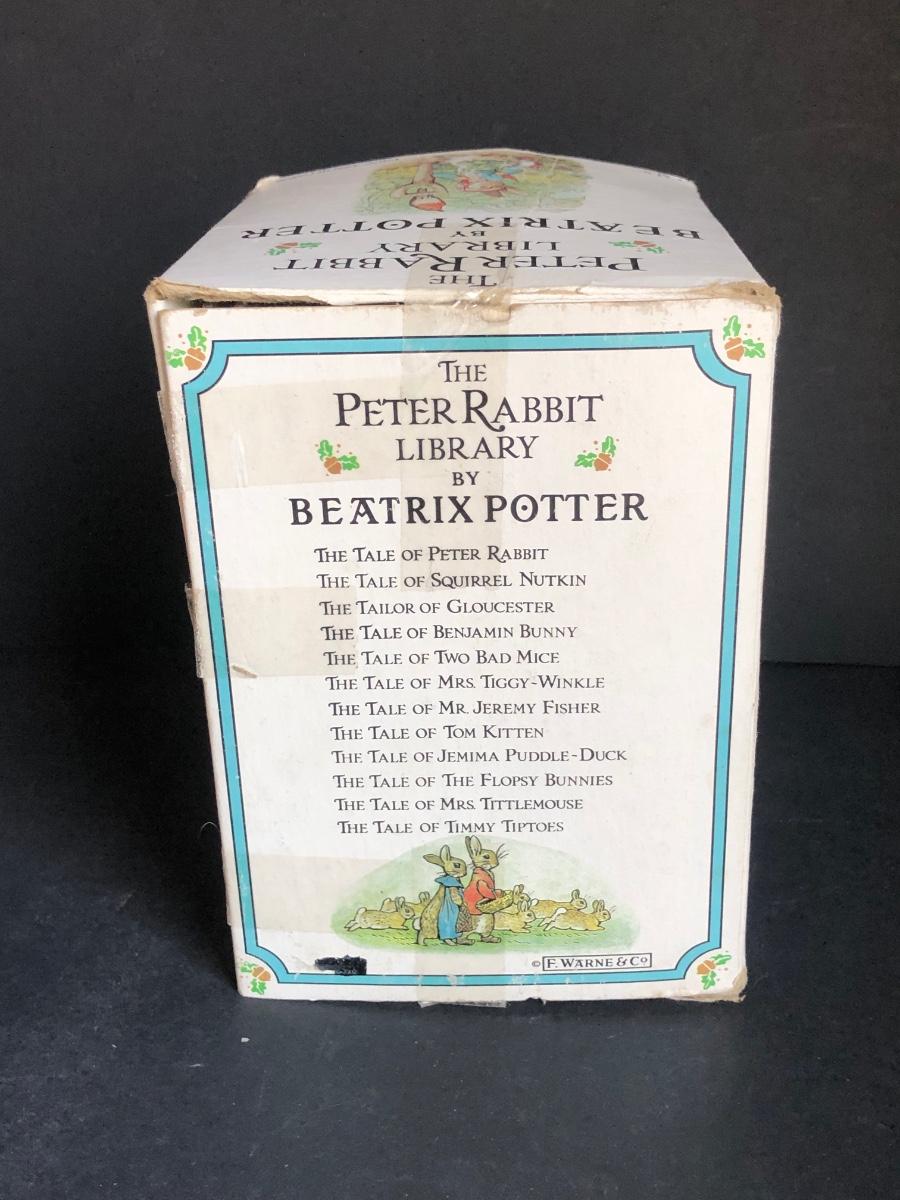 THE
PETER RABBIT
LIBRARY
BY
BEATRIX POTTER
THE
PETER RABBIT
LIBRARY
BY
BEATRIX POTTER
THE TALE OF PETER RABBIT
THE TALE OF SQUIRREL NUTKIN
THE TAILOR OF GLOUCESTER
THE TALE OF BENJAMIN BUNNY
THE TALE OF TWO BAD MICE
THE TALE OF MRS. TIGGY-WINKLE
THE TALE OF MR. JEREMY FISHER
THE TALE OF TOM KITTEN
THE TALE OF JEMIMA PUDDLE-DUCK
THE TALE OF THE FLOPSY BUNNIES
THE TALE OF MRS. TITTLEMOUSE
THE TALE OF TIMMY TIPTOES
© F. WARNE & Co